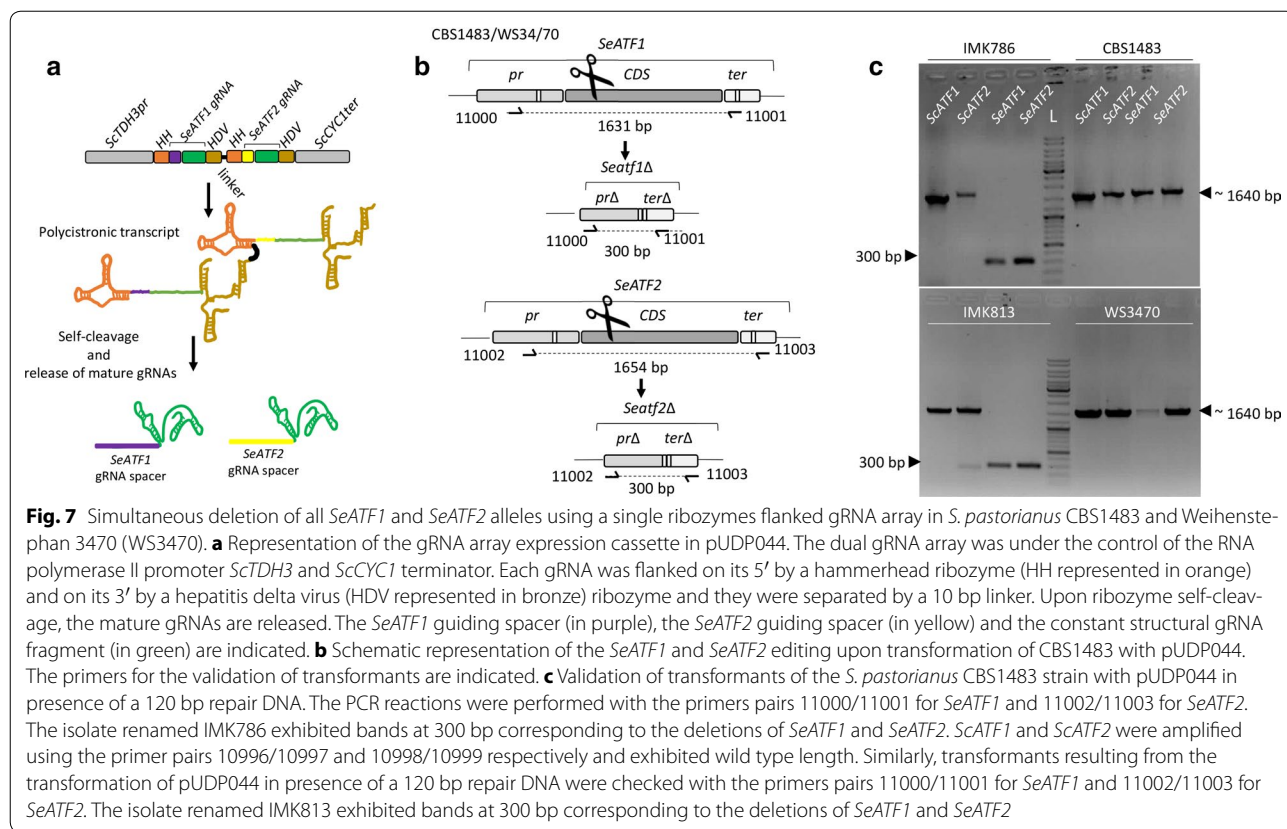 a
ScTDH3pr
HH
SeATF1 gRNA
HDV
HH
SeATF2 gRNA
HDV
ScCYC1ter
linker
Polycistronic transcript
Self-cleavage
and
release of mature gRNAs
SeATF1
gRNA spacer
SeATF2
gRNA spacer
b
CBS1483/WS34/70
SeATF1
pr
CDS
ter
11000
11001
1631 bp
Seatf1Δ
prΔ
terΔ
11000
11001
300 bp
SeATF2
pr
CDS
ter
11002
11003
1654 bp
Seatf2Δ
prΔ
terΔ
11002
11003
300 bp
c
IMK786
CBS1483
ScATF1
ScATF2
SeATF1
SeATF2
L
ScATF1
ScATF2
SeATF1
SeATF2
~ 1640 bp
300 bp
IMK813
WS3470
~ 1640 bp
300 bp
Fig. 7 Simultaneous deletion of all SeATF1 and SeATF2 alleles using a single ribozymes flanked gRNA array in S. pastorianus CBS1483 and Weihenste-
phan 3470 (WS3470). a Representation of the gRNA array expression cassette in pUDP044. The dual gRNA array was under the control of the RNA
polymerase II promoter ScTDH3 and ScCYC1 terminator. Each gRNA was flanked on its 5′ by a hammerhead ribozyme (HH represented in orange)
and on its 3′ by a hepatitis delta virus (HDV represented in bronze) ribozyme and they were separated by a 10 bp linker. Upon ribozyme self-cleav-
age, the mature gRNAs are released. The SeATF1 guiding spacer (in purple), the SeATF2 guiding spacer (in yellow) and the constant structural gRNA
fragment (in green) are indicated. b Schematic representation of the SeATF1 and SeATF2 editing upon transformation of CBS1483 with pUDP044.
The primers for the validation of transformants are indicated. c Validation of transformants of the S. pastorianus CBS1483 strain with pUDP044 in
presence of a 120 bp repair DNA. The PCR reactions were performed with the primers pairs 11000/11001 for SeATF1 and 11002/11003 for SeATF2.
The isolate renamed IMK786 exhibited bands at 300 bp corresponding to the deletions of SeATF1 and SeATF2. ScATF1 and ScATF2 were amplified
using the primer pairs 10996/10997 and 10998/10999 respectively and exhibited wild type length. Similarly, transformants resulting from the
transformation of pUDP044 in presence of a 120 bp repair DNA were checked with the primers pairs 11000/11001 for SeATF1 and 11002/11003 for
SeATF2. The isolate renamed IMK813 exhibited bands at 300 bp corresponding to the deletions of SeATF1 and SeATF2